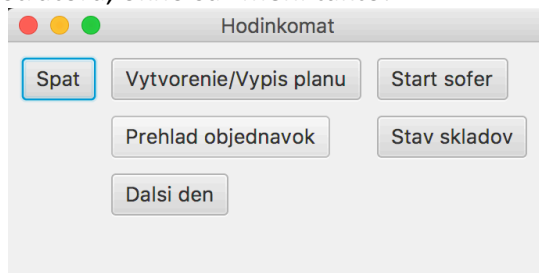 Hodinkomat
Spat Vytvorenie/Vypis planu Start sofer
Prehlad objednavok Stav skladov
Dalsi den